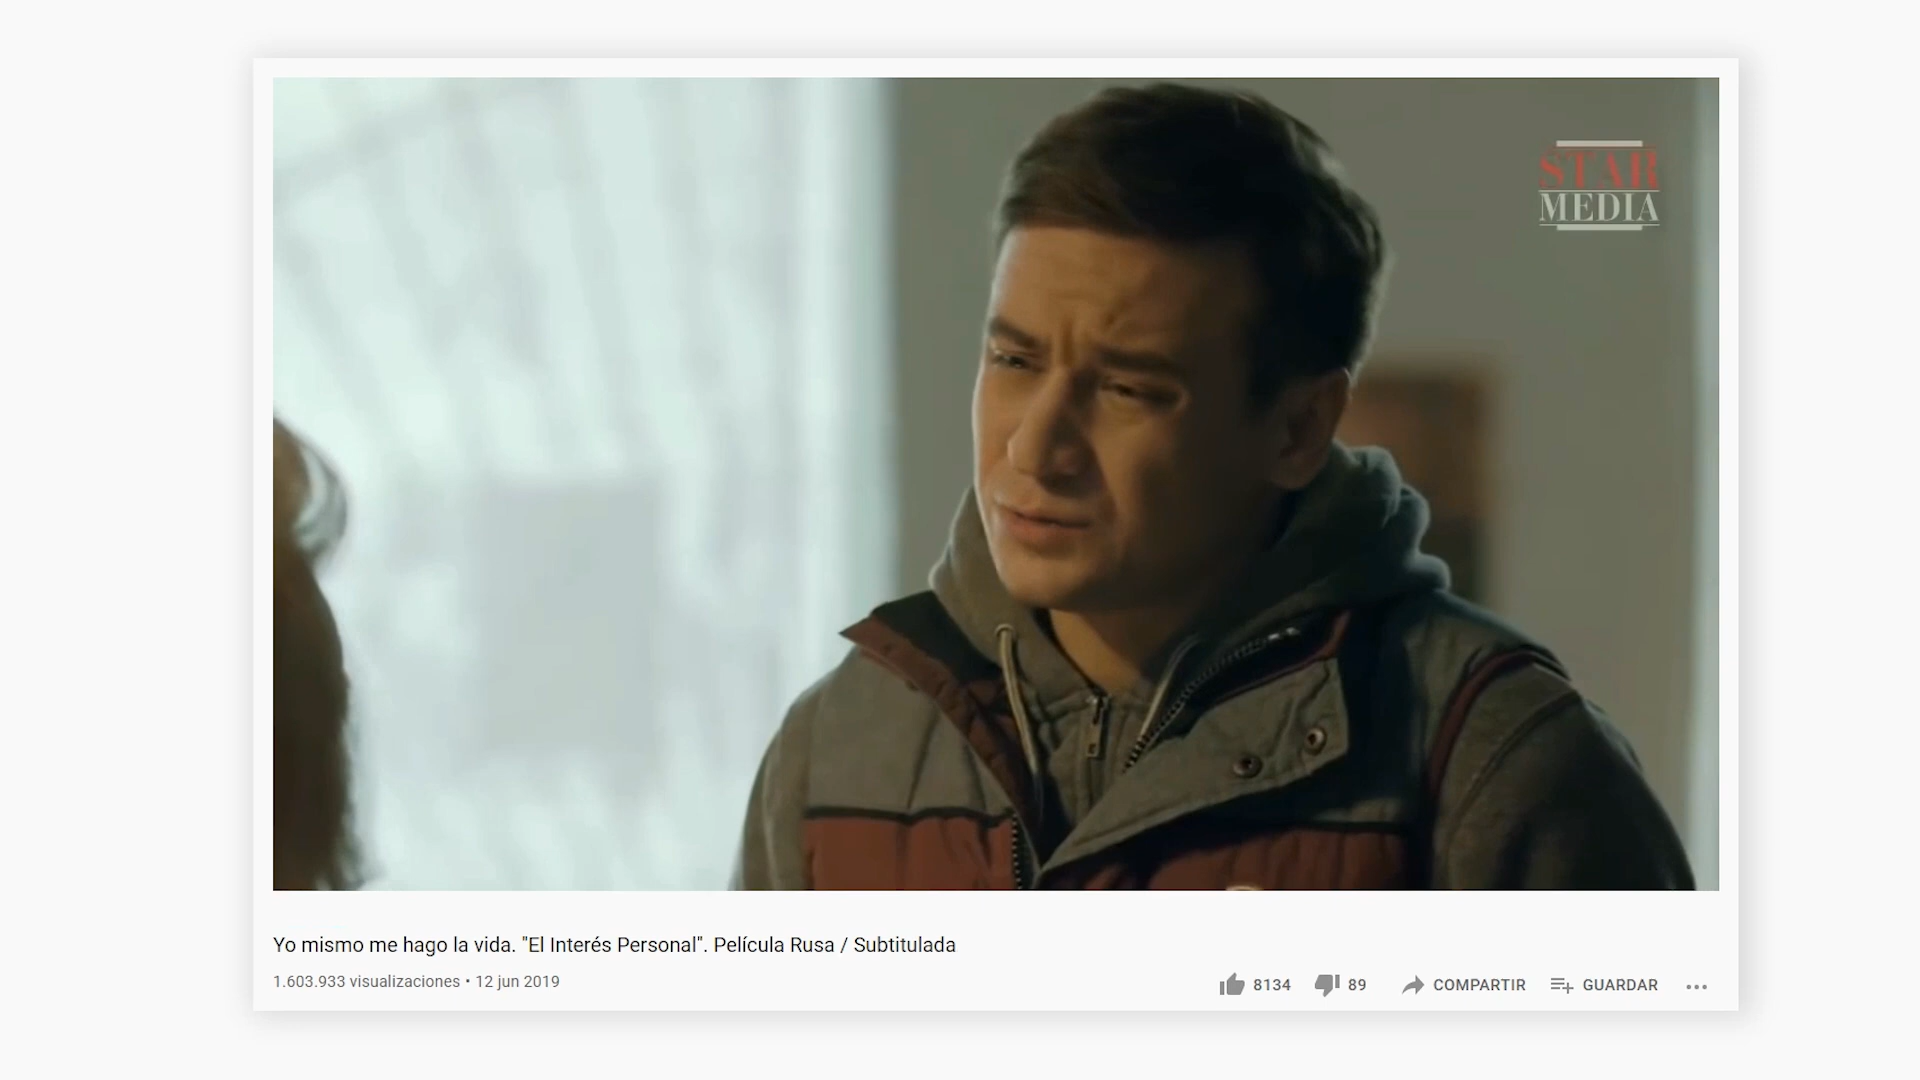 STAR
MEDIA
Yo mismo me hago la vida. "El Interés Personal". Película Rusa / Subtitulada
1.603.933 visualizaciones • 12 jun 2019
8134 89 COMPARTIR GUARDAR